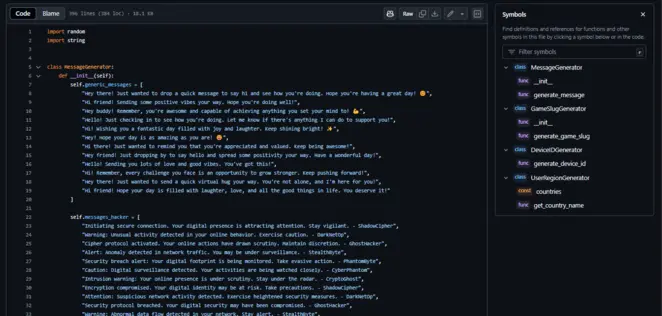 Code Blame 396 lines (384 loc) · 18.3 KB
Raw
Symbols
Find definitions and references for functions and other
symbols in this file by clicking a symbol below or in the code.
Filter symbols
class MessageGenerator
func __init__
func generate_message
class GameSlugGenerator
func __init__
func generate_game_slug
class DeviceIDGenerator
func generate_device_id
class UserRegionGenerator
const countries
func get_country_name
1 import random
2 import string
3
4
5 class MessageGenerator:
6 def __init__(self):
7 self.generic_messages = [
8 "Hey there! Just wanted to drop a quick message to say hi and see how you're doing. Hope you're having a great day! 😊",
9 "Hi friend! Sending some positive vibes your way. Hope you're doing well!",
10 "Hey buddy! Remember, you're awesome and capable of achieving anything you set your mind to! 💪",
11 "Hello! Just checking in to see how you're doing. Let me know if there's anything I can do to support you!",
12 "Hi! Wishing you a fantastic day filled with joy and laughter. Keep shining bright! ✨",
13 "Hey! Hope your day is as amazing as you are!
14 "Hi there! Just wanted to remind you that you're appreciated and valued. Keep being awesome!",
15 "Hey friend! Just dropping by to say hello and spread some positivity your way. Have a wonderful day!",
16 "Hello! Sending you lots of love and good vibes. You've got this!",
17 "Hi! Remember, every challenge you face is an opportunity to grow stronger. Keep pushing forward!",
18 "Hey there! Just wanted to send a quick virtual hug your way. You're not alone, and I'm here for you!",
19 "Hi friend! Hope your day is filled with laughter, love, and all the good things in life. You deserve it!"
20 ]
21
22 self.messages_hacker = [
23 "Initiating secure connection. Your digital presence is attracting attention. Stay vigilant. - ShadowCipher",
24 "Warning: Unusual activity detected in your online behavior. Exercise caution. - DarkNetOp",
25 "Cipher protocol activated. Your online actions have drawn scrutiny. Maintain discretion. - GhostHacker",
26 "Alert: Anomaly detected in network traffic. You may be under surveillance. - StealthByte",
27 "Security breach alert: Your digital footprint is being monitored. Take evasive action. - PhantomByte",
28 "Caution: Digital surveillance detected. Your activities are being watched closely. - CyberPhantom",
29 "Intrusion warning: Your online presence is under scrutiny. Stay under the radar. - CryptoGhost",
30 "Encryption compromised. Your digital identity may be at risk. Take precautions. - ShadowCipher",
31 "Attention: Suspicious network activity detected. Exercise heightened security measures. - DarkNetOp",
32 "Security protocol breached. Your digital security may have been compromised. - GhostHacker",
33 "Warning: Abnormal data flow detected in your network. Stay alert. - StealthByte",